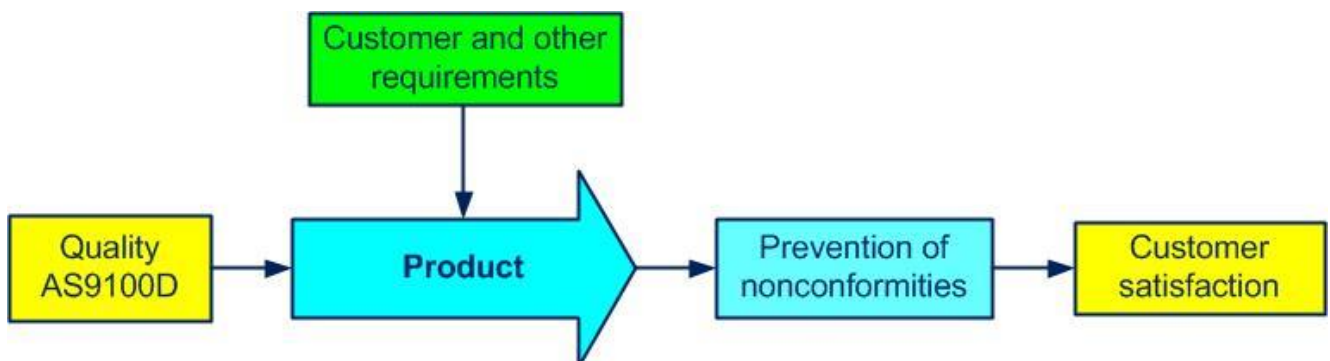 Customer and other
requirements
Quality
AS9100D
Product
Prevention of
nonconformities
Customer
satisfaction